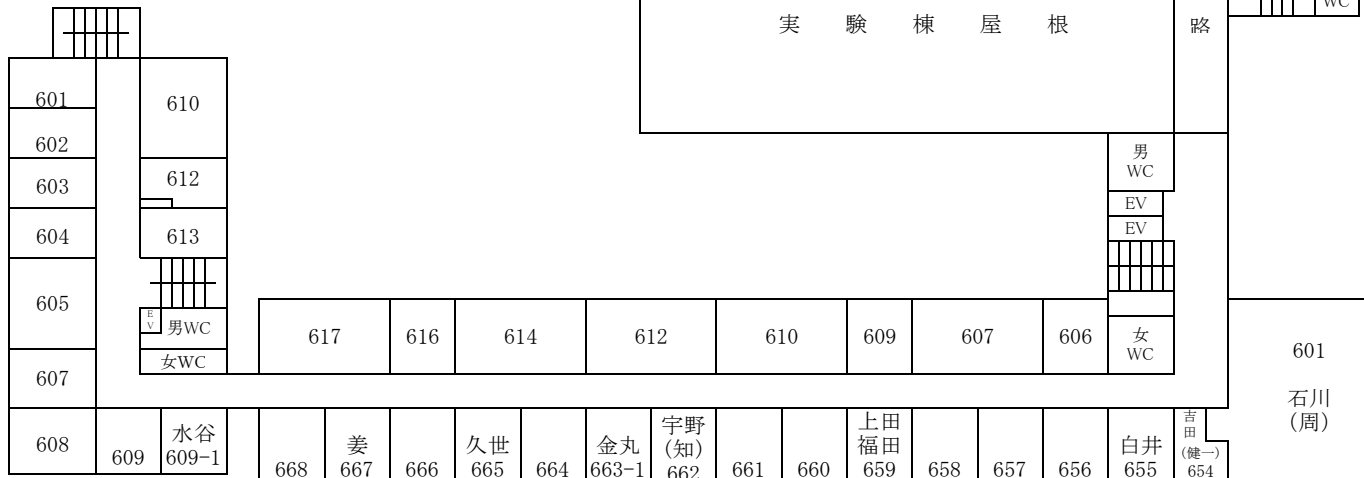 WC
実験棟屋根
路
601
602
603
604
605
607
608
610
612
613
EV
男WC
女WC
609
水谷
609-1
男
WC
EV
EV
617
616
614
612
610
609
607
606
女
WC
601
石川
(周)
668
姜
667
666
久世
665
664
金丸
663-1
宇野
(知)
662
661
660
上田
福田
659
658
657
656
白井
655
吉田
(健一)
654